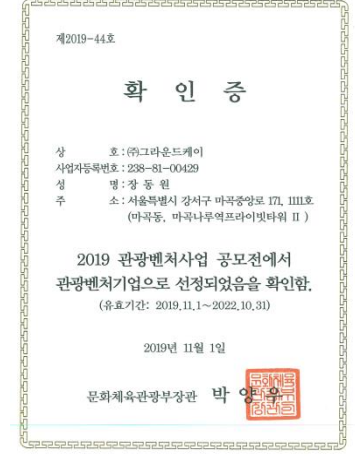 제2019-44호
확 인 증
상 호 : ㈜그라운드케이
사업자등록번호 : 238-81-00429
성 명 : 장 동 원
주 소 : 서울특별시 강서구 마곡중앙로 171, 1111호
(마곡동, 마곡나루역프라이빗타워 Ⅱ )
2019 관광벤처사업 공모전에서
관광벤처기업으로 선정되었음을 확인함.
(유효기간: 2019.11.1~2022.10.31)
2019년 11월 1일
문화체육관광부장관 박 양 우